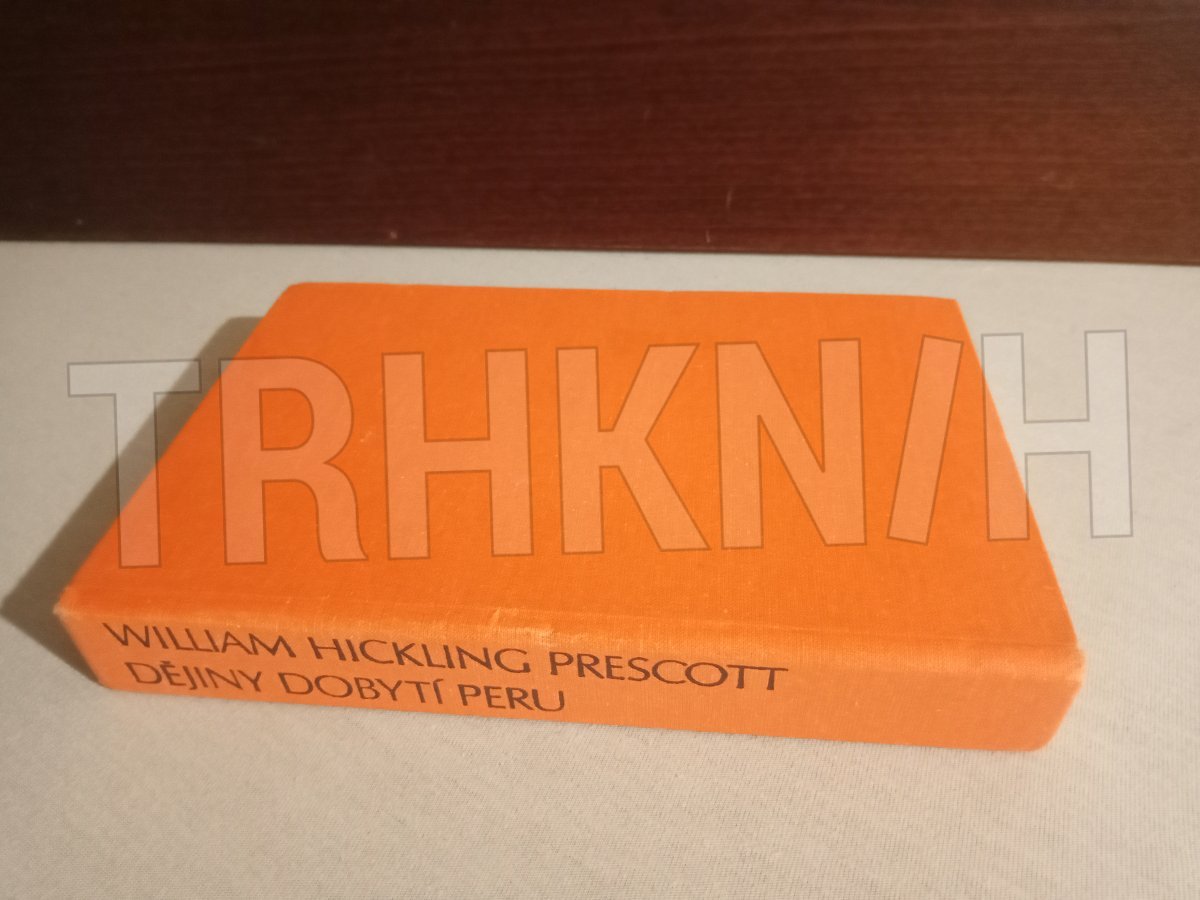 TRHKNIH
WILLIAM HICKLING PRESCOTT
DĚJINY DOBYTÍ PERU